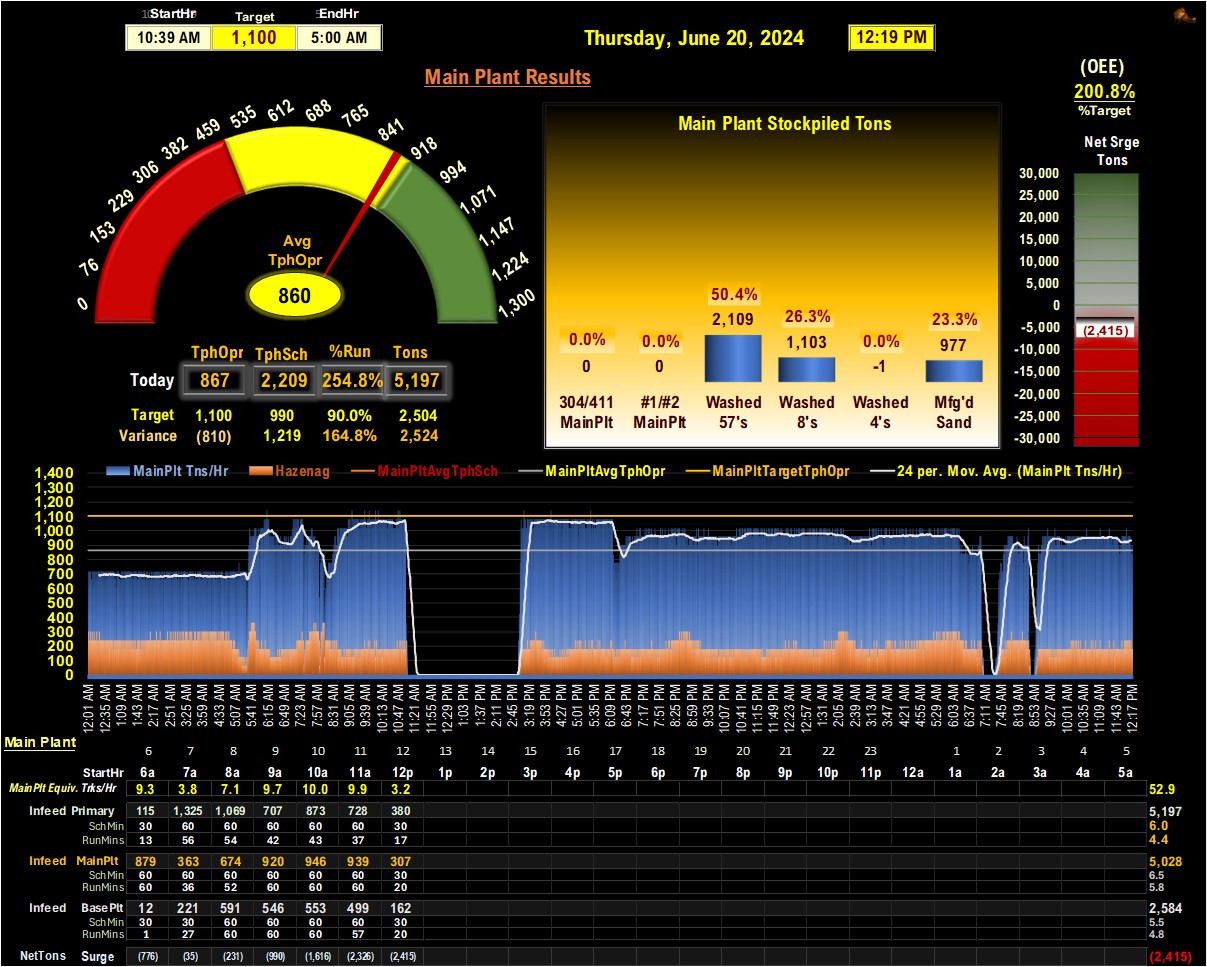 StartHr Target EndHr
10:39 AM 1,100 5:00 AM
Thursday, June 20, 2024 12:19 PM
Main Plant Results
(OEE)
200.8%
%Target
0 76 153 229 306 382 459 535 612 688 765 841 918 994 1,071 1,147 1,224 1,300
Avg
TphOpr
860
TphOpr TphSch %Run Tons
Today 867 2,209 254.8% 5,197
Target 1,100 990 90.0% 2,504
Variance (810) 1,219 164.8% 2,524
Main Plant Stockpiled Tons
0.0% 0.0% 50.4% 26.3% 0.0% 23.3%
0 0 2,109 1,103 -1 977
304/411 #1/#2 Washed Washed Washed Mfg'd
MainPlt MainPlt 57's 8's 4's Sand
Net Srge
Tons
30,000
25,000
20,000
15,000
10,000
5,000
0
-5,000
(2,415)
-10,000
-15,000
-20,000
-25,000
-30,000
MainPlt Tns/Hr Hazenag MainPltAvgTphSch MainPltAvgTphOpr MainPltTargetTphOpr 24 per. Mov. Avg. (MainPlt Tns/Hr)
1,400
1,300
1,200
1,100
1,000
900
800
700
600
500
400
300
200
100
0
12:01 AM 12:35 AM 1:09 AM 1:43 AM 2:17 AM 2:51 AM 3:25 AM 3:59 AM 4:33 AM 5:07 AM 5:41 AM 6:15 AM 6:49 AM 7:23 AM 7:57 AM 8:31 AM 9:05 AM 9:39 AM 10:13 AM 10:47 AM 11:21 AM 11:55 AM 12:29 PM 1:03 PM 1:37 PM 2:11 PM 2:45 PM 3:19 PM 3:53 PM 4:27 PM 5:01 PM 5:35 PM 6:09 PM 6:43 PM 7:17 PM 7:51 PM 8:25 PM 8:59 PM 9:33 PM 10:07 PM 10:41 PM 11:15 PM 11:49 PM 12:23 AM 12:57 AM 1:31 AM 2:05 AM 2:39 AM 3:13 AM 3:47 AM 4:21 AM 4:55 AM 5:29 AM 6:03 AM 6:37 AM 7:11 AM 7:45 AM 8:19 AM 8:53 AM 9:27 AM 10:01 AM 10:35 AM 11:09 AM 11:43 AM 12:17 PM
Main Plant
6 7 8 9 10 11 12 13 14 15 16 17 18 19 20 21 22 23 1 2 3 4 5
StartHr 6a 7a 8a 9a 10a 11a 12p 1p 2p 3p 4p 5p 6p 7p 8p 9p 10p 11p 12a 1a 2a 3a 4a 5a
MainPlt Equiv. Trks/Hr 9.3 3.8 7.1 9.7 10.0 9.9 3.2 52.9
Infeed Primary 115 1,325 1,069 707 873 728 380 5,197
SchMin 30 60 60 60 60 60 30 6.0
RunMins 13 56 54 42 43 37 17 4.4
Infeed MainPlt 879 363 674 920 946 939 307 5,028
SchMin 60 60 60 60 60 60 30 6.5
RunMins 60 36 52 60 60 60 20 5.8
Infeed BasePlt 12 221 591 546 553 499 162 2,584
SchMin 30 30 60 60 60 60 30 5.5
RunMins 1 27 60 60 60 57 20 4.8
NetTons Surge (776) (35) (231) (990) (1,616) (2,326) (2,415) (2,415)